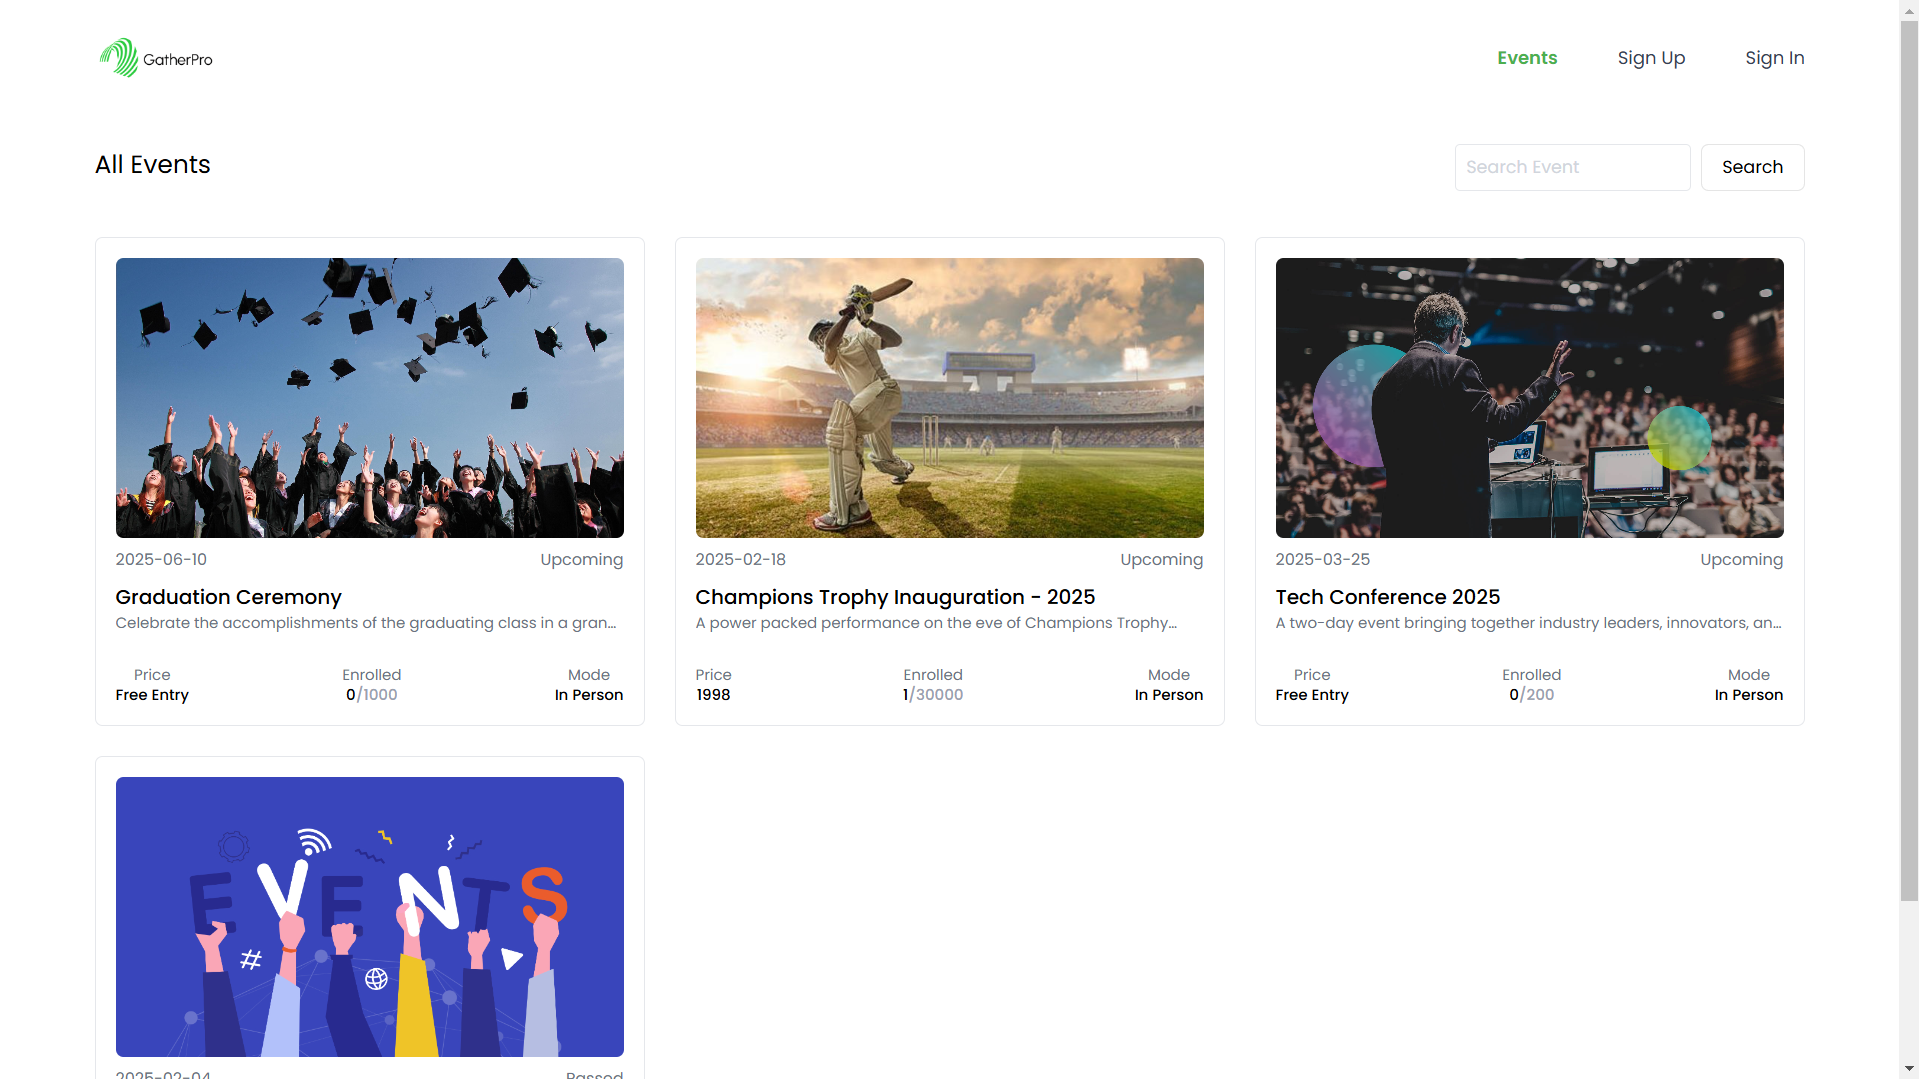 GatherPro
Events
Sign Up
Sign In
All Events
Search Event
Search
2025-06-10
Upcoming
Graduation Ceremony
Celebrate the accomplishments of the graduating class in a gran...
Price
Enrolled
Mode
Free Entry
0/1000
In Person
2025-02-18
Upcoming
Champions Trophy Inauguration - 2025
A power packed performance on the eve of Champions Trophy...
Price
Enrolled
Mode
1998
1/30000
In Person
2025-03-25
Upcoming
Tech Conference 2025
A two-day event bringing together industry leaders, innovators, an...
Price
Enrolled
Mode
Free Entry
0/200
In Person
EVENTS
#
2025-02-04
Passed